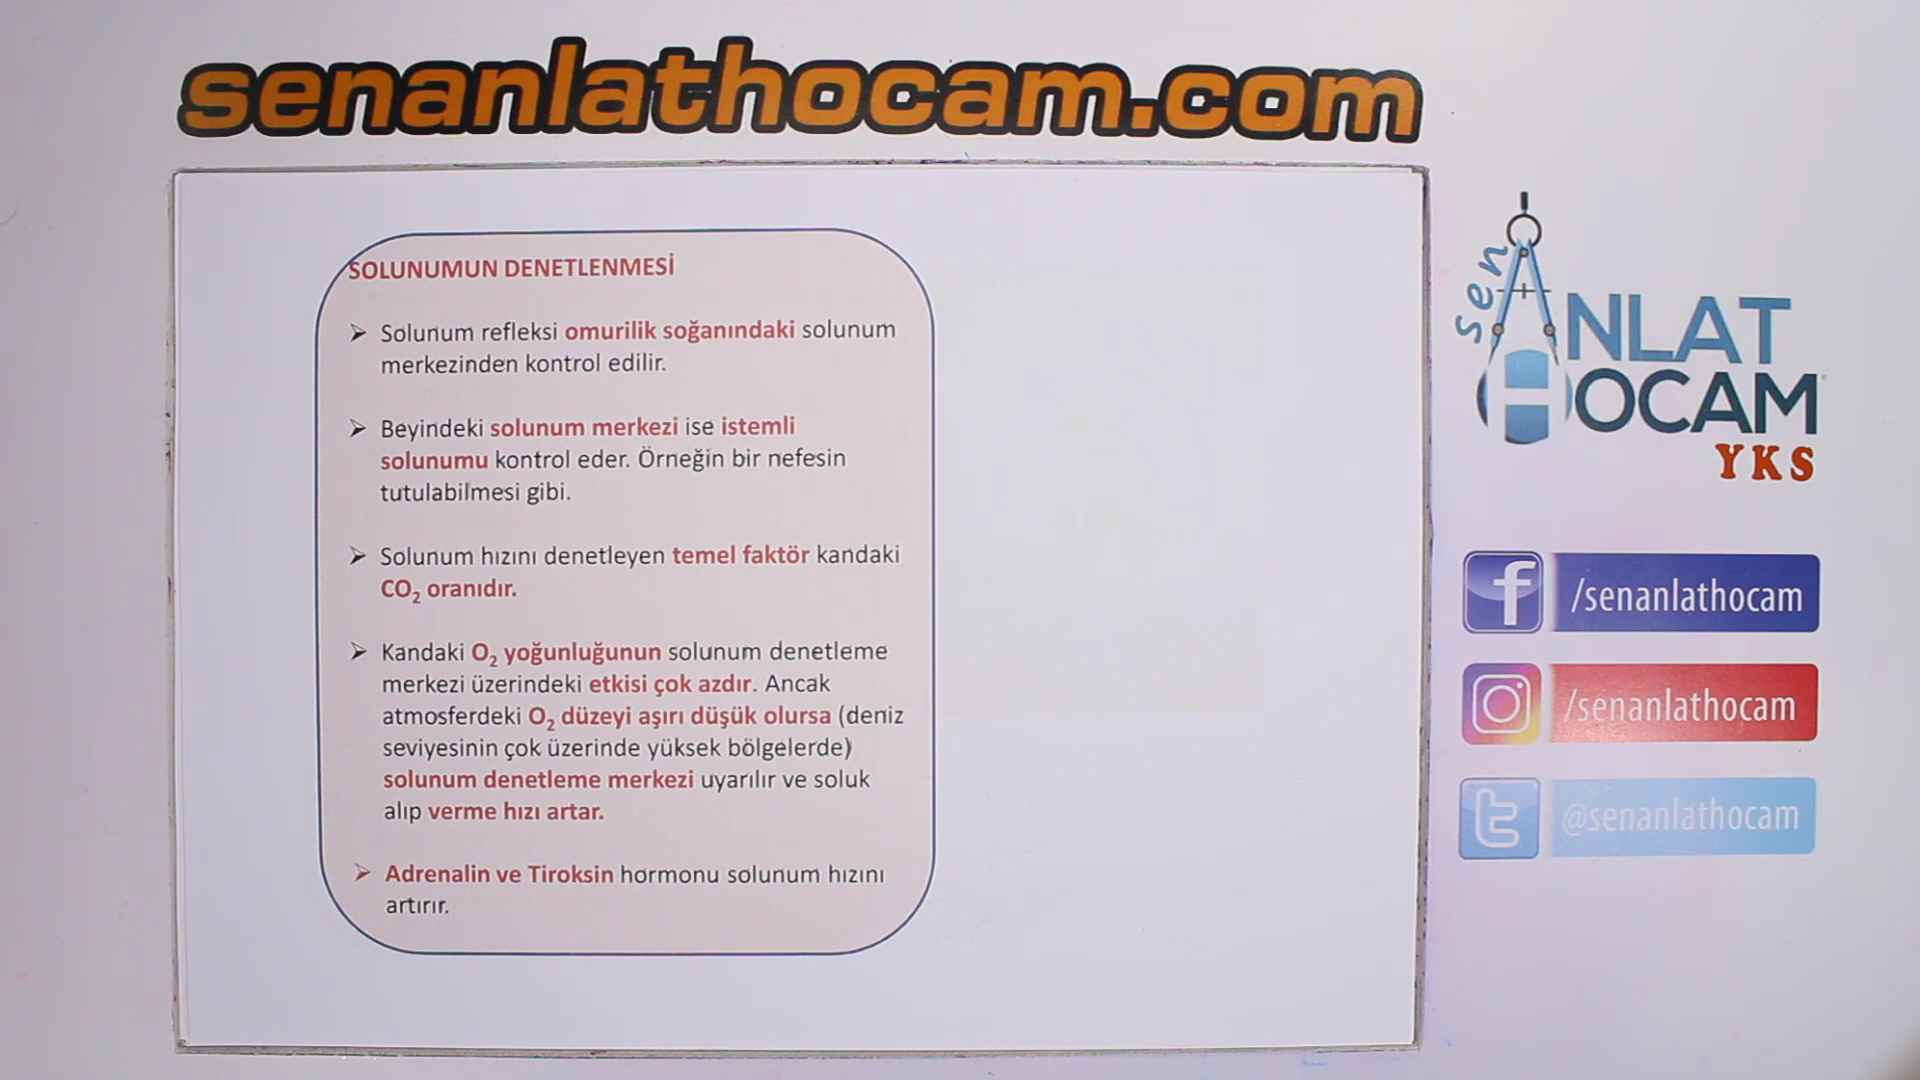 senanlathocam.com
SOLUNUMUN DENETLENMESİ
➢ Solunum refleksi omurilik soğanındaki solunum
merkezinden kontrol edilir.
➢ Beyindeki solunum merkezi ise istemli
solunumu kontrol eder. Örneğin bir nefesin
tutulabilmesi gibi.
➢ Solunum hızını denetleyen temel faktör kandaki
CO₂ oranıdır.
➢ Kandaki O₂ yoğunluğunun solunum denetleme
merkezi üzerindeki etkisi çok azdır. Ancak
atmosferdeki O₂ düzeyi aşırı düşük olursa (deniz
seviyesinin çok üzerinde yüksek bölgelerde)
solunum denetleme merkezi uyarılır ve soluk
alıp verme hızı artar.
➢ Adrenalin ve Tiroksin hormonu solunum hızını
artırır.
sen
ANLAT
HOCAM
YKS
/senanlathocam
/senanlathocam
@senanlathocam